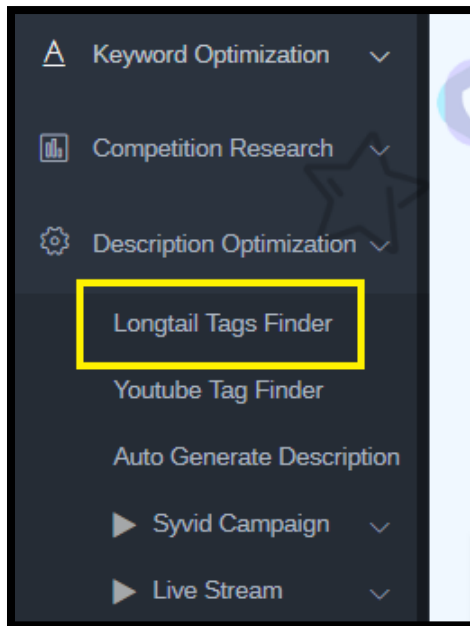 Keyword Optimization
Competition Research
Description Optimization
Longtail Tags Finder
Youtube Tag Finder
Auto Generate Description
Syvid Campaign
Live Stream